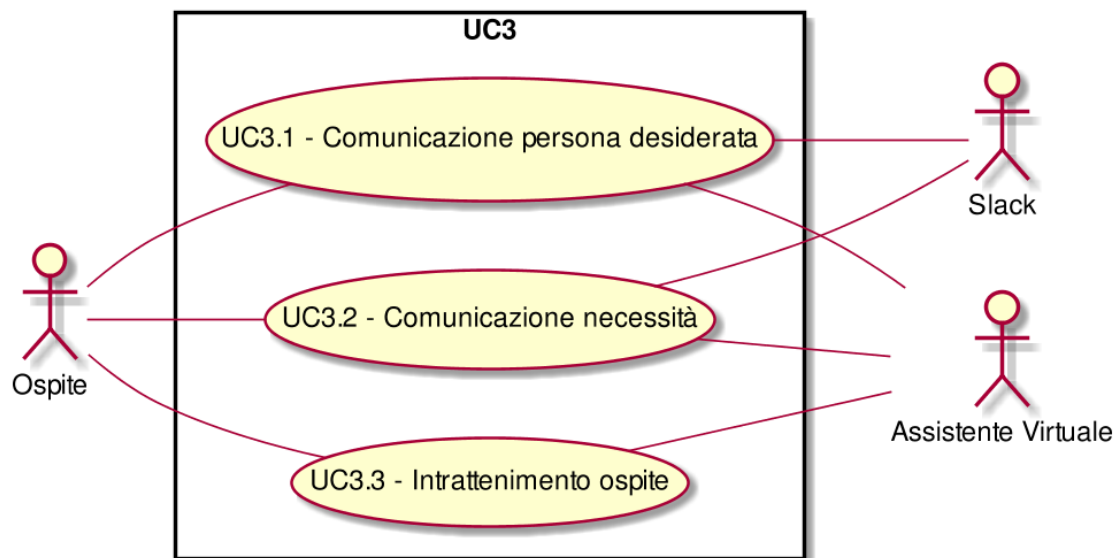 UC3
UC3.1 - Comunicazione persona desiderata
Slack
UC3.2 - Comunicazione necessità
Ospite
Assistente Virtuale
UC3.3 - Intrattenimento ospite